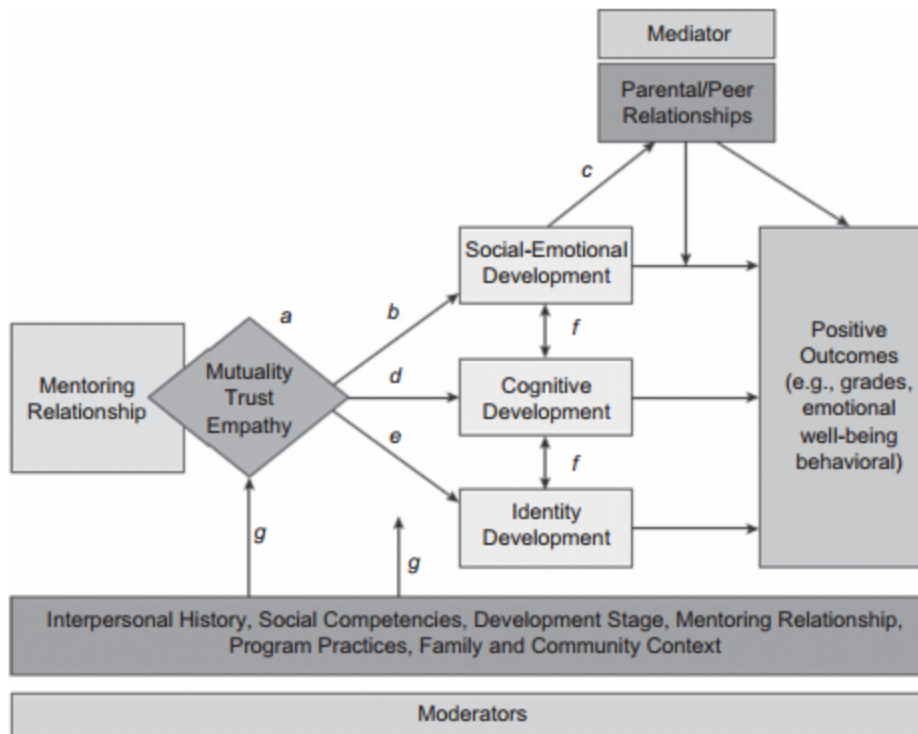 Mediator
Parental/Peer
Relationships
c
Social-Emotional
Development
a
b
f
Mentoring
Relationship
Mutuality
Trust
Empathy
d
Cognitive
Development
Positive
Outcomes
(e.g., grades,
emotional
well-being
behavioral)
e
f
Identity
Development
g
g
Interpersonal History, Social Competencies, Development Stage, Mentoring Relationship,
Program Practices, Family and Community Context
Moderators